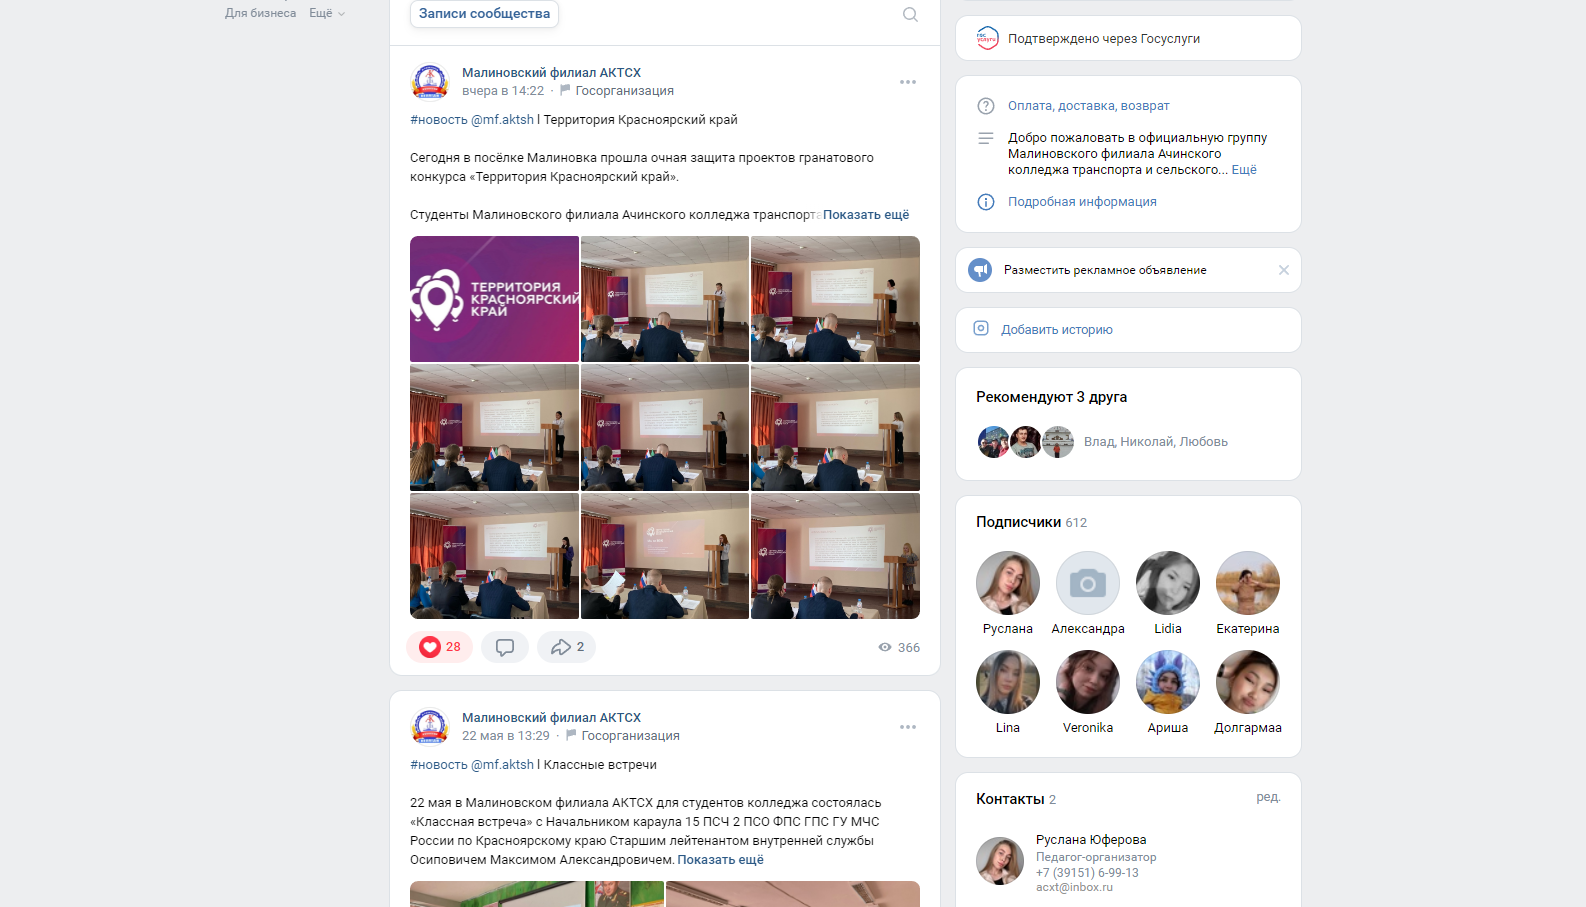 Для бизнеса Ещё
Записи сообщества
Малиновский филиал АКТСХ
вчера в 14:22 · Госорганизация
#новость @mf.aktsh l Территория Красноярский край
Сегодня в посёлке Малиновка прошла очная защита проектов гранатового
конкурса «Территория Красноярский край».
Студенты Малиновского филиала Ачинского колледжа транспорта Показать ещё
ТЕРРИТОРИЯ
КРАСНОЯРСКИЙ
КРАЙ
28
2
366
Малиновский филиал АКТСХ
22 мая в 13:29 · Госорганизация
#новость @mf.aktsh l Классные встречи
22 мая в Малиновском филиала АКТСХ для студентов колледжа состоялась
«Классная встреча» с Начальником караула 15 ПСЧ 2 ПСО ФПС ГПС ГУ МЧС
России по Красноярскому краю Старшим лейтенантом внутренней службы
Осиповичем Максимом Александровичем. Показать ещё
гос
услуги
Подтверждено через Госуслуги
Оплата, доставка, возврат
Добро пожаловать в официальную группу
Малиновского филиала Ачинского
колледжа транспорта и сельского... Ещё
Подробная информация
Разместить рекламное объявление
Добавить историю
Рекомендуют 3 друга
Влад, Николай, Любовь
Подписчики 612
Руслана Александра Lidia Екатерина
Lina Veronika Ариша Долгармаа
Контакты 2 ред.
Руслана Юферова
Педагог-организатор
+7 (39151) 6-99-13
acxt@inbox.ru